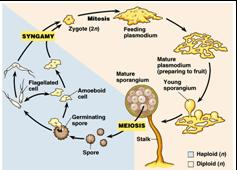 Mitosis
SYNGAMY
Zygote (2n)
Feeding
plasmodium
Mature
plasmodium
(preparing to fruit)
Flagellated
cell
Amoeboid
cell
Mature
sporangium
Young
sporangium
Germinating
spore
MEIOSIS
Spore
Stalk
Haploid (n)
Diploid (2n)